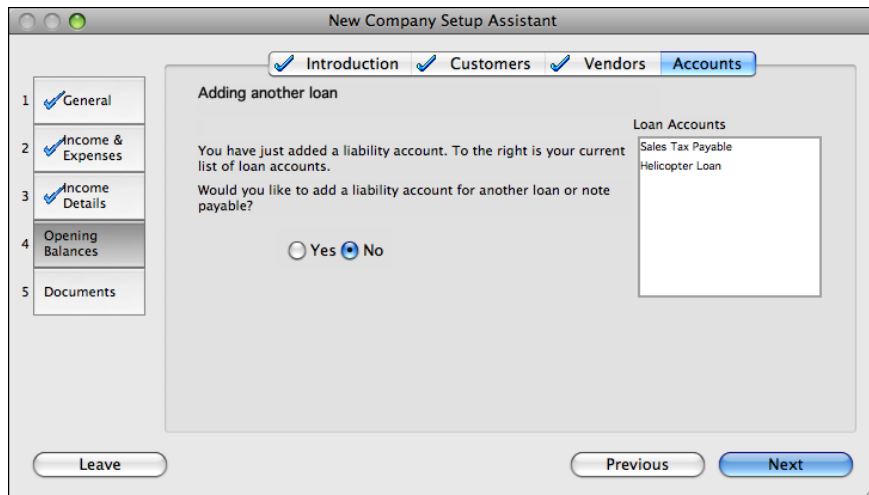 New Company Setup Assistant
Introduction Customers Vendors Accounts
1 General
2 Income &
Expenses
3 Income
Details
4 Opening
Balances
5 Documents
Adding another loan
You have just added a liability account. To the right is your current
list of loan accounts.
Would you like to add a liability account for another loan or note
payable?
Yes No
Loan Accounts
Sales Tax Payable
Helicopter Loan
Leave Previous Next